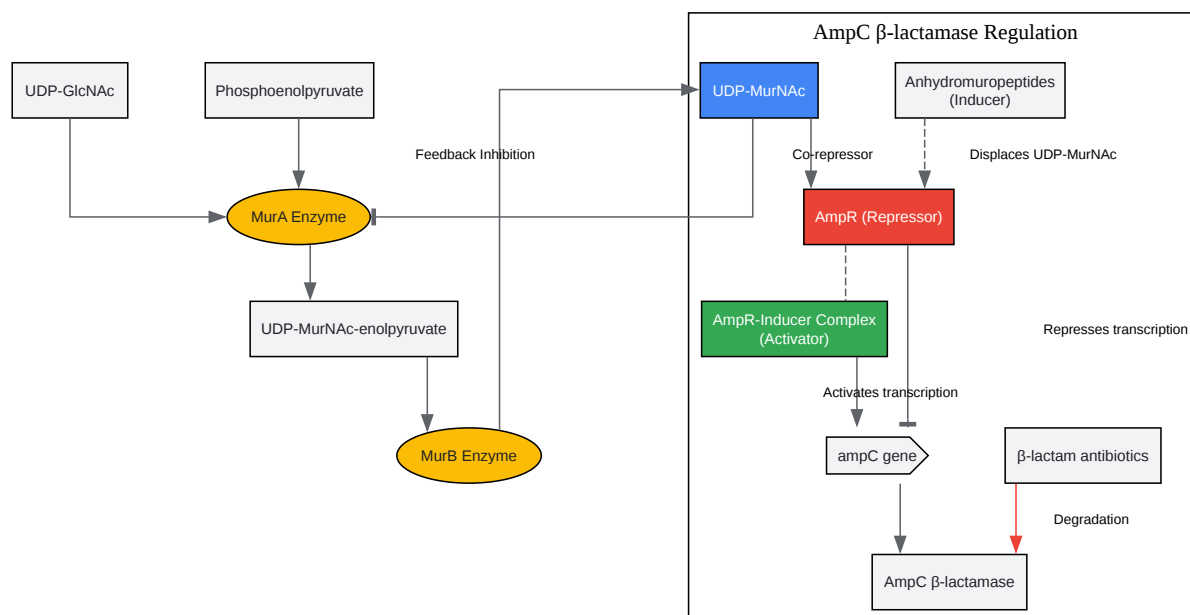 AmpC β-lactamase Regulation
UDP-GlcNAc
Phosphoenolpyruvate
UDP-MurNAc
Anhydromuropeptides
(Inducer)
Feedback Inhibition
Co-repressor
Displaces UDP-MurNAc
MurA Enzyme
AmpR (Repressor)
UDP-MurNAc-enolpyruvate
AmpR-Inducer Complex
(Activator)
Represses transcription
Activates transcription
MurB Enzyme
ampC gene
β-lactam antibiotics
Degradation
AmpC β-lactamase